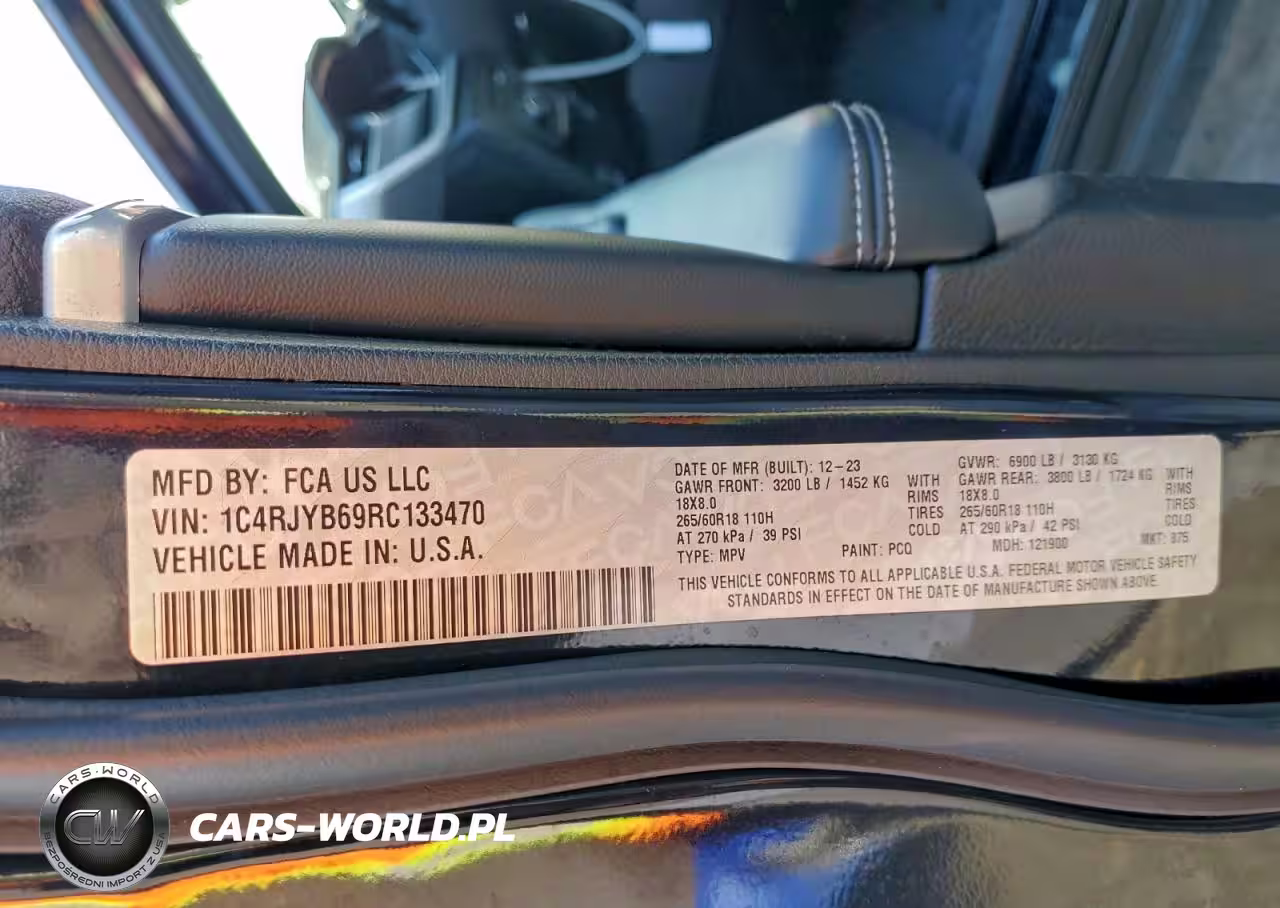 MFD BY: FCA US LLC
VIN: 1C4RJYB69RC133470
VEHICLE MADE IN: U.S.A.
DATE OF MFR (BUILT): 12-23
GAWR FRONT: 3200 LB / 1452 KG WITH
18X8.0 RIMS
265/60R18 110H TIRES
AT 270 kPa / 39 PSI COLD
TYPE: MPV PAINT: PCQ
GVWR: 6900 LB / 3130 KG
GAWR REAR: 3800 LB / 1724 KG WITH
18X8.0 RIMS
265/60R18 110H TIRES
AT 290 kPa / 42 PSI COLD
MDH: 121900 MKT: 875
THIS VEHICLE CONFORMS TO ALL APPLICABLE U.S.A. FEDERAL MOTOR VEHICLE SAFETY
STANDARDS IN EFFECT ON THE DATE OF MANUFACTURE SHOWN ABOVE.
CARS-WORLD
CW
BEZPOŚREDNI IMPORT Z USA
CARS-WORLD.PL